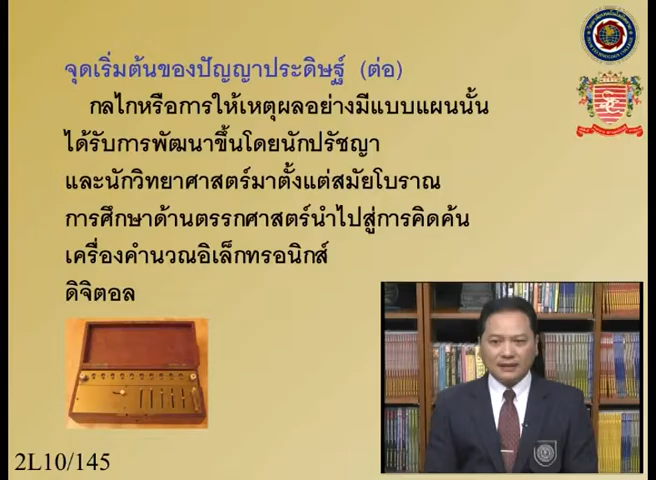 จุดเริ่มต้นของปัญญาประดิษฐ์ (ต่อ)
กลไกหรือการให้เหตุผลอย่างมีแบบแผนนั้น
ได้รับการพัฒนาขึ้นโดยนักปรัชญา
และนักวิทยาศาสตร์มาตั้งแต่สมัยโบราณ
การศึกษาด้านตรรกศาสตร์นำไปสู่การคิดค้น
เครื่องคำนวณอิเล็กทรอนิกส์
ดิจิตอล
2L10/145